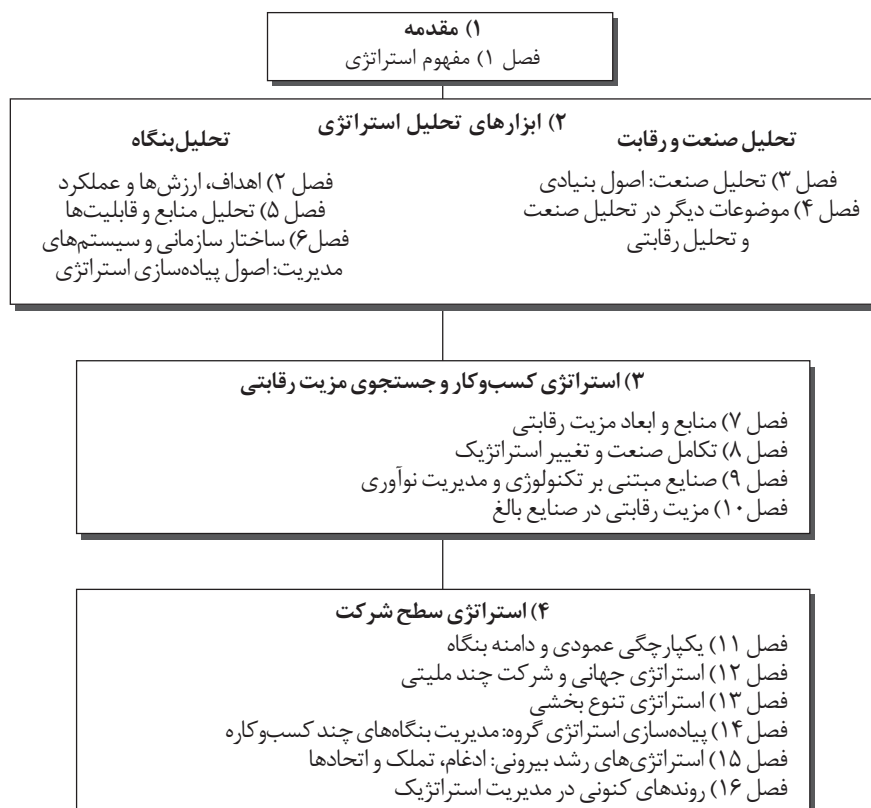 ۱) مقدمه
فصل ۱) مفهوم استراتژی
۲) ابزارهای تحلیل استراتژی
تحلیل صنعت و رقابت
فصل ۳) تحلیل صنعت: اصول بنیادی
فصل ۴) موضوعات دیگر در تحلیل صنعت
و تحلیل رقابتی
تحلیل بنگاه
فصل ۲) اهداف، ارزش‌ها و عملکرد
فصل ۵) تحلیل منابع و قابلیت‌ها
فصل ۶) ساختار سازمانی و سیستم‌های
مدیریت: اصول پیاده‌سازی استراتژی
۳) استراتژی کسب‌وکار و جستجوی مزیت رقابتی
فصل ۷) منابع و ابعاد مزیت رقابتی
فصل ۸) تکامل صنعت و تغییر استراتژیک
فصل ۹) صنایع مبتنی بر تکنولوژی و مدیریت نوآوری
فصل ۱۰) مزیت رقابتی در صنایع بالغ
۴) استراتژی سطح شرکت
فصل ۱۱) یکپارچگی عمودی و دامنه بنگاه
فصل ۱۲) استراتژی جهانی و شرکت چند ملیتی
فصل ۱۳) استراتژی تنوع بخشی
فصل ۱۴) پیاده‌سازی استراتژی گروه: مدیریت بنگاه‌های چند کسب‌وکاره
فصل ۱۵) استراتژی‌های رشد بیرونی: ادغام، تملک و اتحادها
فصل ۱۶) روندهای کنونی در مدیریت استراتژیک